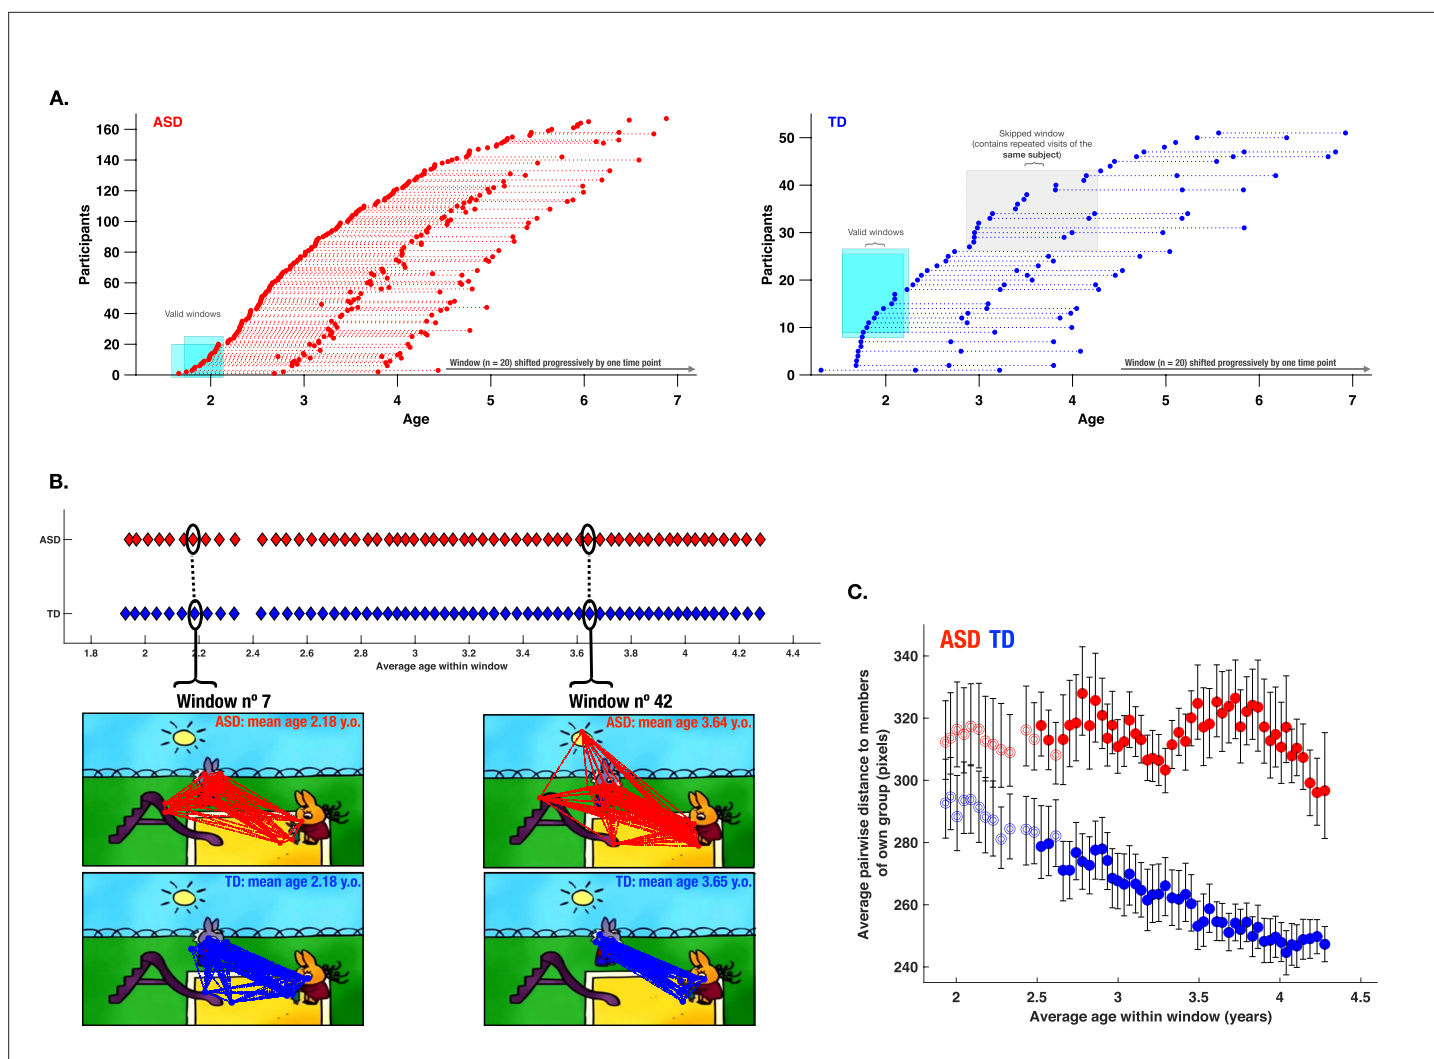 A.
ASD
160
140
120
100
80
60
40
20
0
Participants
Valid windows
Window (n = 20) shifted progressively by one time point
2
3
4
5
6
7
Age
TD
50
40
30
20
10
0
Participants
Skipped window
(contains repeated visits of the
same subject)
Valid windows
Window (n = 20) shifted progressively by one time point
2
3
4
5
6
7
Age
B.
ASD
TD
1.8
2
2.2
2.4
2.6
2.8
3
3.2
3.4
3.6
3.8
4
4.2
4.4
Average age within window
Window nº 7
Window nº 42
ASD: mean age 2.18 y.o.
ASD: mean age 3.64 y.o.
TD: mean age 2.18 y.o.
TD: mean age 3.65 y.o.
C.
ASD TD
340
320
300
280
260
240
Average pairwise distance to members
of own group (pixels)
2
2.5
3
3.5
4
4.5
Average age within window (years)